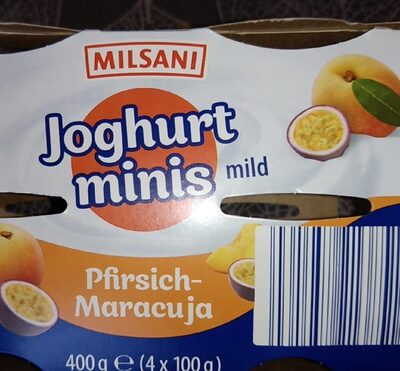 MILSANI
Joghurt
minis mild
Pfirsich-
Maracuja
400 g ℮ (4 x 100 g)